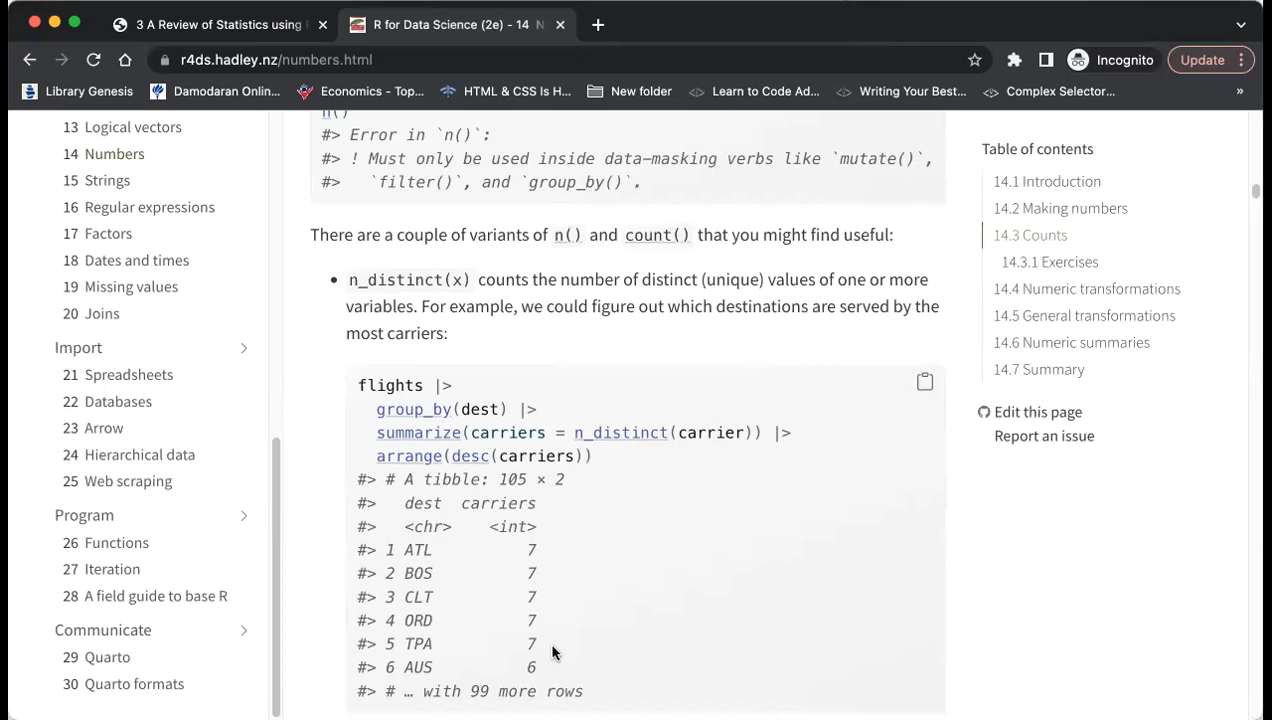 3 A Review of Statistics using
R for Data Science (2e) - 14 N
r4ds.hadley.nz/numbers.html
Incognito
Update
Library Genesis
Damodaran Onlin...
Economics - Top...
HTML & CSS Is H...
New folder
Learn to Code Ad...
Writing Your Best...
Complex Selector...
»
13 Logical vectors
14 Numbers
15 Strings
16 Regular expressions
17 Factors
18 Dates and times
19 Missing values
20 Joins
Import
21 Spreadsheets
22 Databases
23 Arrow
24 Hierarchical data
25 Web scraping
Program
26 Functions
27 Iteration
28 A field guide to base R
Communicate
29 Quarto
30 Quarto formats
n()
#> Error in `n()`:
#> ! Must only be used inside data-masking verbs like `mutate()`,
#>   `filter()`, and `group_by()`.
There are a couple of variants of n() and count() that you might find useful:
• n_distinct(x) counts the number of distinct (unique) values of one or more
variables. For example, we could figure out which destinations are served by the
most carriers:
flights |>
group_by(dest) |>
summarize(carriers = n_distinct(carrier)) |>
arrange(desc(carriers))
#> # A tibble: 105 × 2
#>   dest  carriers
#>   <chr>    <int>
#> 1 ATL          7
#> 2 BOS          7
#> 3 CLT          7
#> 4 ORD          7
#> 5 TPA          7
#> 6 AUS          6
#> # … with 99 more rows
Table of contents
14.1 Introduction
14.2 Making numbers
14.3 Counts
14.3.1 Exercises
14.4 Numeric transformations
14.5 General transformations
14.6 Numeric summaries
14.7 Summary
Edit this page
Report an issue